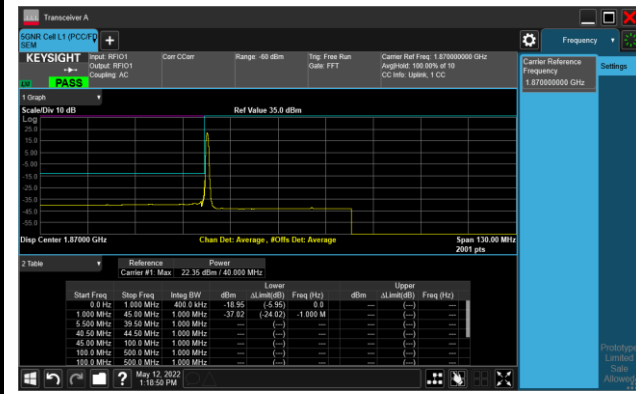 Transceiver A
5GNR Cell L1 (PCC/FD
SEM
Frequency
KEYSIGHT
Input: RFIO1
Output: RFIO1
Coupling: AC
Corr CCorr
Range: -60 dBm
Trig: Free Run
Gate: FFT
Carrier Ref Freq: 1.870000000 GHz
Avg|Hold: 100.00% of 10
CC Info: Uplink, 1 CC
PASS
Carrier Reference
Frequency
1.870000000 GHz
Settings
1 Graph
Scale/Div 10 dB
Ref Value 35.0 dBm
Log
25.0
15.0
5.00
-5.00
-15.0
-25.0
-35.0
-45.0
-55.0
Disp Center 1.87000 GHz
Chan Det: Average , #Offs Det: Average
Span 130.00 MHz
2001 pts
2 Table
Reference Power
Carrier #1: Max 22.35 dBm / 40.000 MHz
Lower Upper
Start Freq Stop Freq Integ BW dBm ΔLimit(dB) Freq (Hz) dBm ΔLimit(dB) Freq (Hz)
0.0 Hz 1.000 MHz 400.0 kHz -18.95 (-5.95) 0.0 --- (---) ---
1.000 MHz 45.00 MHz 1.000 MHz -37.02 (-24.02) -1.000 M --- (---) ---
5.500 MHz 39.50 MHz 1.000 MHz --- (---) --- --- (---) ---
40.50 MHz 44.50 MHz 1.000 MHz --- (---) --- --- (---) ---
45.00 MHz 100.0 MHz 1.000 MHz --- (---) --- --- (---) ---
100.0 MHz 500.0 MHz 1.000 MHz --- (---) --- --- (---) ---
100.0 MHz 500.0 MHz 1.000 MHz --- (---) --- --- (---) ---
May 12, 2022
1:18:50 PM
Prototype
Limited
Sale
Allowed